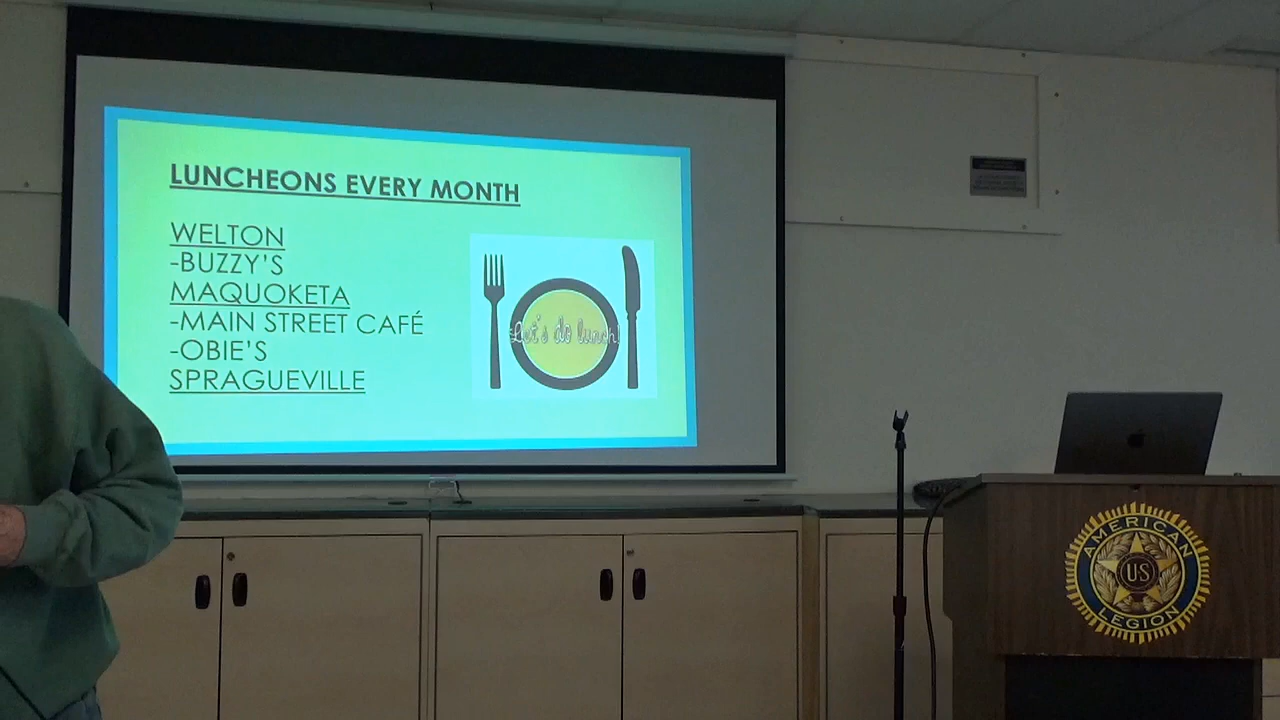 LUNCHEONS EVERY MONTH
WELTON
-BUZZY'S
MAQUOKETA
-MAIN STREET CAFÉ
-OBIE'S
SPRAGUEVILLE
Let's do lunch!
AMERICAN
US
LEGION